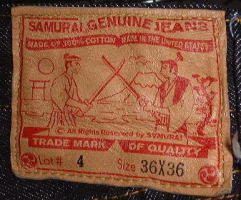 SAMURAI GENUINE JEANS
MADE OF 100% COTTON MADE IN THE UNITED STATES
© All Rights Reserved by SAMURAI
TRADE MARK OF QUALITY
Lot # 4 Size 36X36